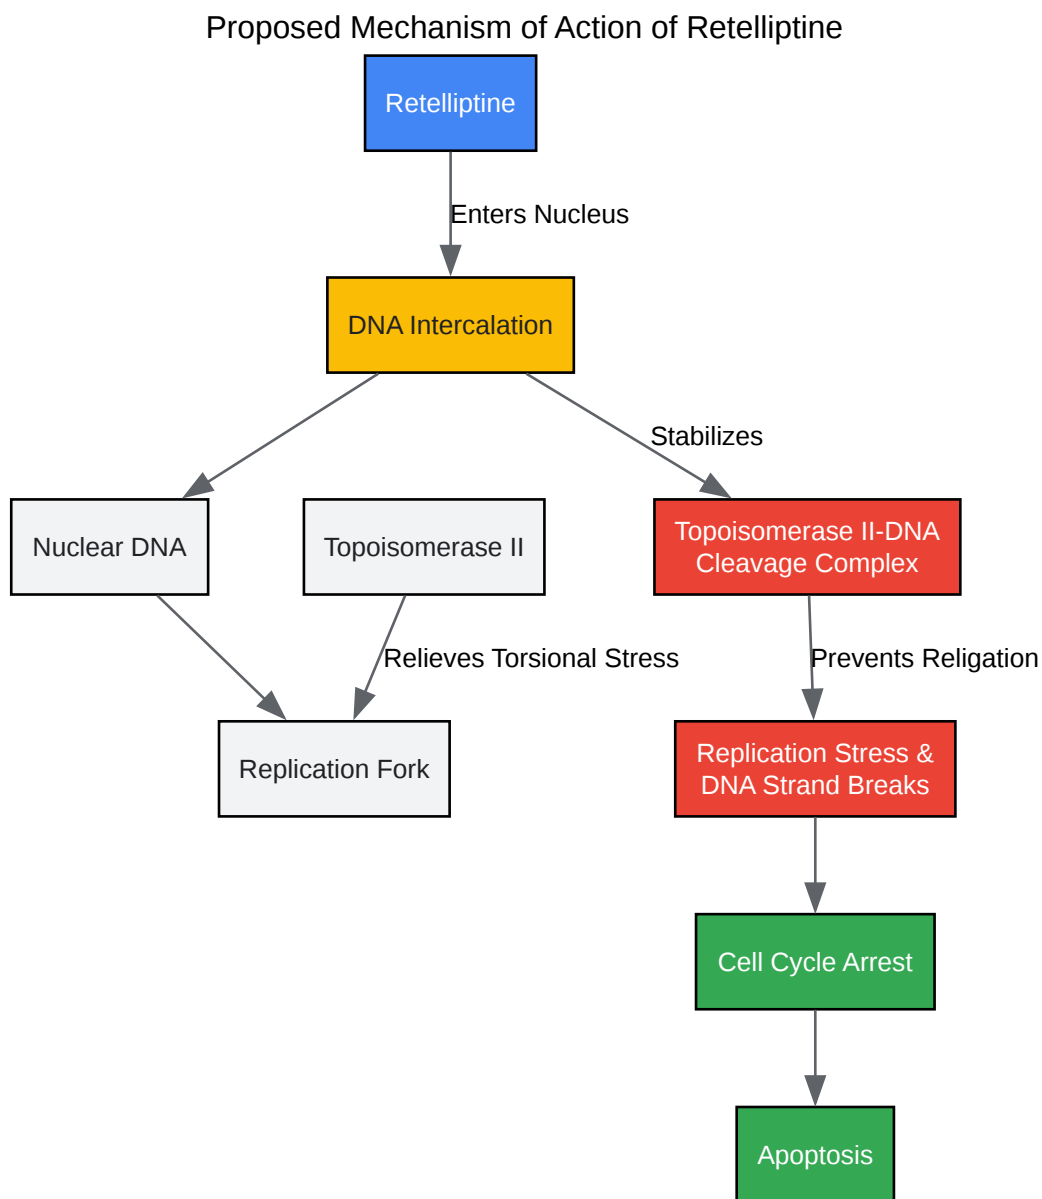 Proposed Mechanism of Action of Retelliptine
Retelliptine
Enters Nucleus
DNA Intercalation
Stabilizes
Nuclear DNA
Topoisomerase II
Topoisomerase II-DNA
Cleavage Complex
Relieves Torsional Stress
Prevents Religation
Replication Fork
Replication Stress &
DNA Strand Breaks
Cell Cycle Arrest
Apoptosis